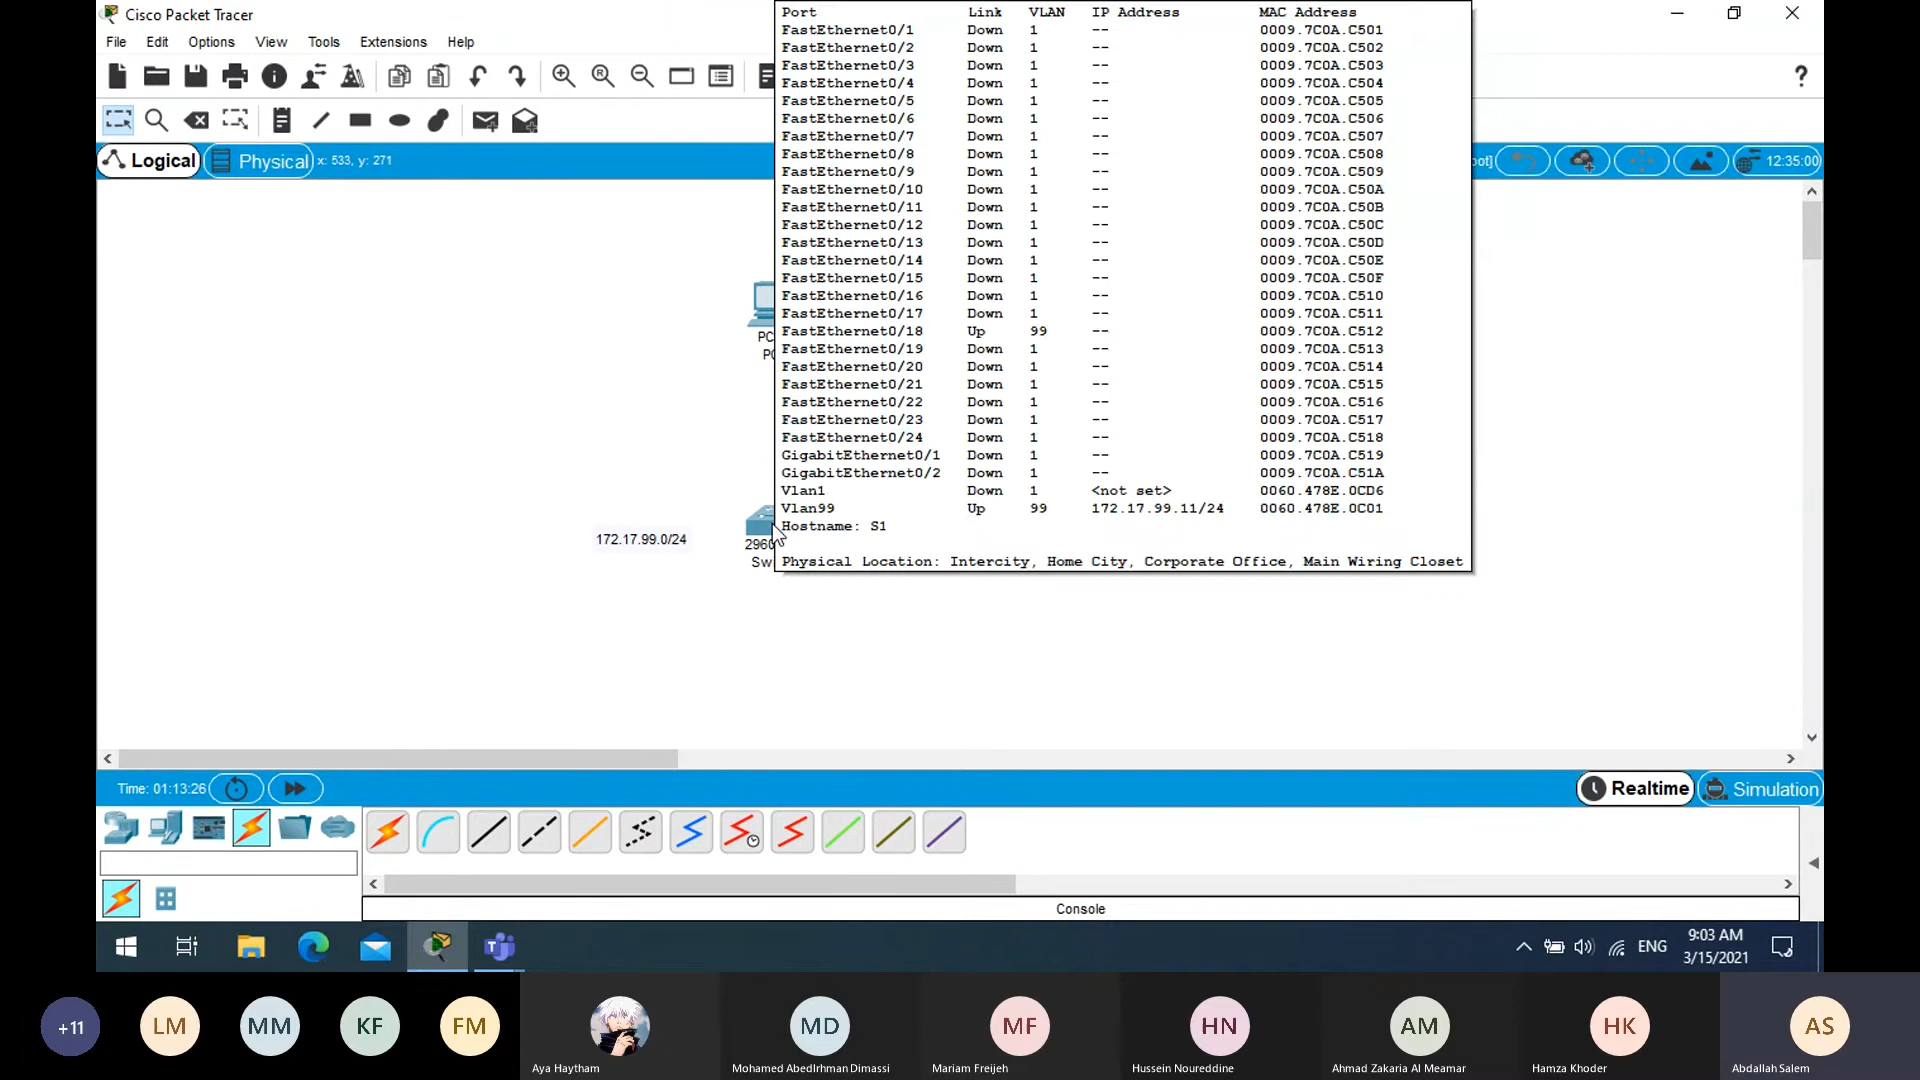 Cisco Packet Tracer
File Edit Options View Tools Extensions Help
Logical Physical x: 533, y: 271
oot] 12:35:00
Port Link VLAN IP Address MAC Address
FastEthernet0/1 Down 1 -- 0009.7C0A.C501
FastEthernet0/2 Down 1 -- 0009.7C0A.C502
FastEthernet0/3 Down 1 -- 0009.7C0A.C503
FastEthernet0/4 Down 1 -- 0009.7C0A.C504
FastEthernet0/5 Down 1 -- 0009.7C0A.C505
FastEthernet0/6 Down 1 -- 0009.7C0A.C506
FastEthernet0/7 Down 1 -- 0009.7C0A.C507
FastEthernet0/8 Down 1 -- 0009.7C0A.C508
FastEthernet0/9 Down 1 -- 0009.7C0A.C509
FastEthernet0/10 Down 1 -- 0009.7C0A.C50A
FastEthernet0/11 Down 1 -- 0009.7C0A.C50B
FastEthernet0/12 Down 1 -- 0009.7C0A.C50C
FastEthernet0/13 Down 1 -- 0009.7C0A.C50D
FastEthernet0/14 Down 1 -- 0009.7C0A.C50E
FastEthernet0/15 Down 1 -- 0009.7C0A.C50F
FastEthernet0/16 Down 1 -- 0009.7C0A.C510
FastEthernet0/17 Down 1 -- 0009.7C0A.C511
FastEthernet0/18 Up 99 -- 0009.7C0A.C512
FastEthernet0/19 Down 1 -- 0009.7C0A.C513
FastEthernet0/20 Down 1 -- 0009.7C0A.C514
FastEthernet0/21 Down 1 -- 0009.7C0A.C515
FastEthernet0/22 Down 1 -- 0009.7C0A.C516
FastEthernet0/23 Down 1 -- 0009.7C0A.C517
FastEthernet0/24 Down 1 -- 0009.7C0A.C518
GigabitEthernet0/1 Down 1 -- 0009.7C0A.C519
GigabitEthernet0/2 Down 1 -- 0009.7C0A.C51A
Vlan1 Down 1 <not set> 0060.478E.0CD6
Vlan99 Up 99 172.17.99.11/24 0060.478E.0C01
Hostname: S1
Physical Location: Intercity, Home City, Corporate Office, Main Wiring Closet
PC
PC
172.17.99.0/24
2960
Sw
Time: 01:13:26
Realtime Simulation
Console
ENG
9:03 AM
3/15/2021
+11 LM MM KF FM MD MF HN AM HK AS
Aya Haytham Mohamed AbedlRhman Dimassi Mariam Freijeh Hussein Noureddine Ahmad Zakaria Al Meamar Hamza Khoder Abdallah Salem